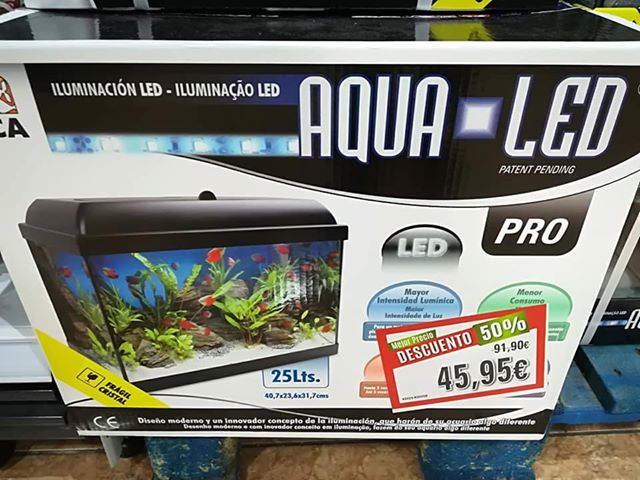 ICA
ILUMINACIÓN LED - ILUMINAÇÃO LED
AQUA LED
PATENT PENDING
PRO
LED
Mayor
Intensidad Lumínica
Maior
Intensidade de Luz
Menor
Consumo
Mejor Precio
DESCUENTO 50%
91,90€
45,95€
25Lts.
40,7x23,6x31,7cms
FRAGIL
CRISTAL
CE
Diseño moderno y un innovador concepto de la iluminación, que harán de su acuario algo diferente
Desenho moderno e com inovador conceito em iluminação, fazem do seu aquario algo diferente